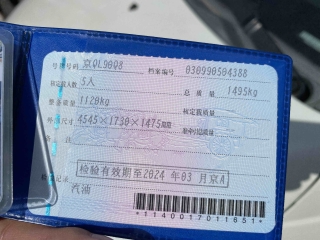 号牌号码 京QL90Q8 档案编号 030990504388
核定载人数 5人 总质量 1495kg
整备质量 1120kg 核定载质量
外廓尺寸 4545×1730×1475mm 准牵引总质量
检验有效期至2024 年03 月京A
汽油
*1140017011651*